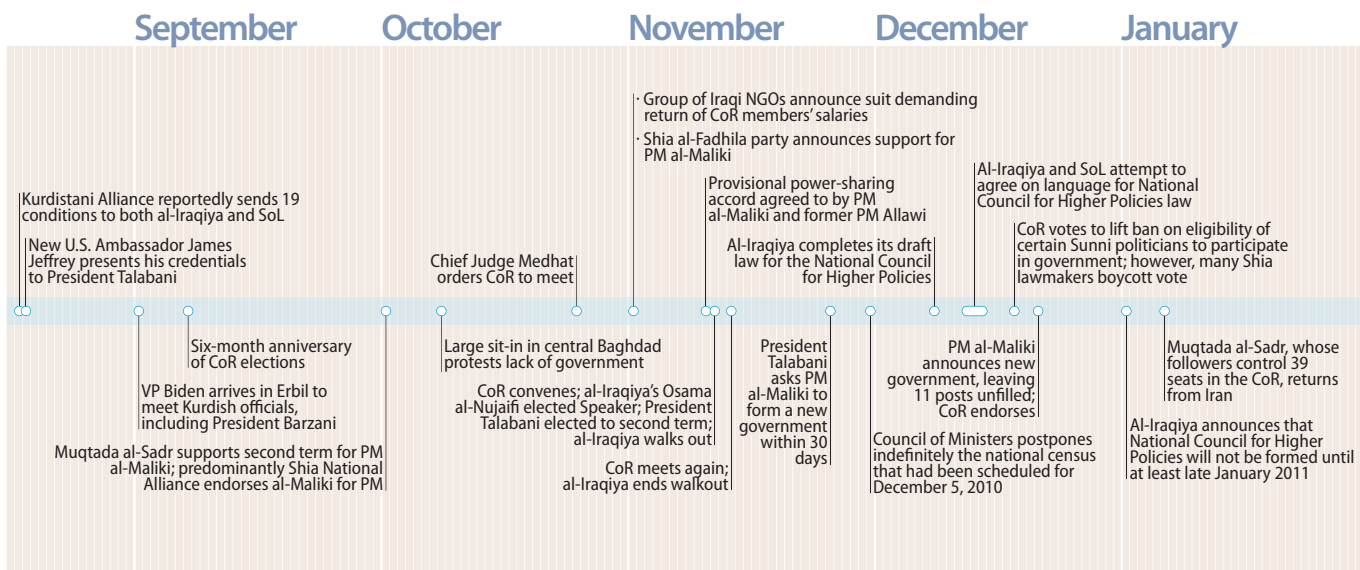 September
October
November
December
January
· Group of Iraqi NGOs announce suit demanding
return of CoR members' salaries
· Shia al-Fadhila party announces support for
PM al-Maliki
Kurdistani Alliance reportedly sends 19
conditions to both al-Iraqiya and SoL
New U.S. Ambassador James
Jeffrey presents his credentials
to President Talabani
Chief Judge Medhat
orders CoR to meet
Provisional power-sharing
accord agreed to by PM
al-Maliki and former PM Allawi
Al-Iraqiya completes its draft
law for the National Council
for Higher Policies
Al-Iraqiya and SoL attempt to
agree on language for National
Council for Higher Policies law
CoR votes to lift ban on eligibility of
certain Sunni politicians to participate
in government; however, many Shia
lawmakers boycott vote
Six-month anniversary
of CoR elections
VP Biden arrives in Erbil to
meet Kurdish officials,
including President Barzani
Muqtada al-Sadr supports second term for PM
al-Maliki; predominantly Shia National
Alliance endorses al-Maliki for PM
Large sit-in in central Baghdad
protests lack of government
CoR convenes; al-Iraqiya's Osama
al-Nujaifi elected Speaker; President
Talabani elected to second term;
al-Iraqiya walks out
CoR meets again;
al-Iraqiya ends walkout
President
Talabani
asks PM
al-Maliki to
form a new
government
within 30
days
PM al-Maliki
announces new
government, leaving
11 posts unfilled;
CoR endorses
Council of Ministers postpones
indefinitely the national census
that had been scheduled for
December 5, 2010
Muqtada al-Sadr, whose
followers control 39
seats in the CoR, returns
from Iran
Al-Iraqiya announces that
National Council for Higher
Policies will not be formed until
at least late January 2011